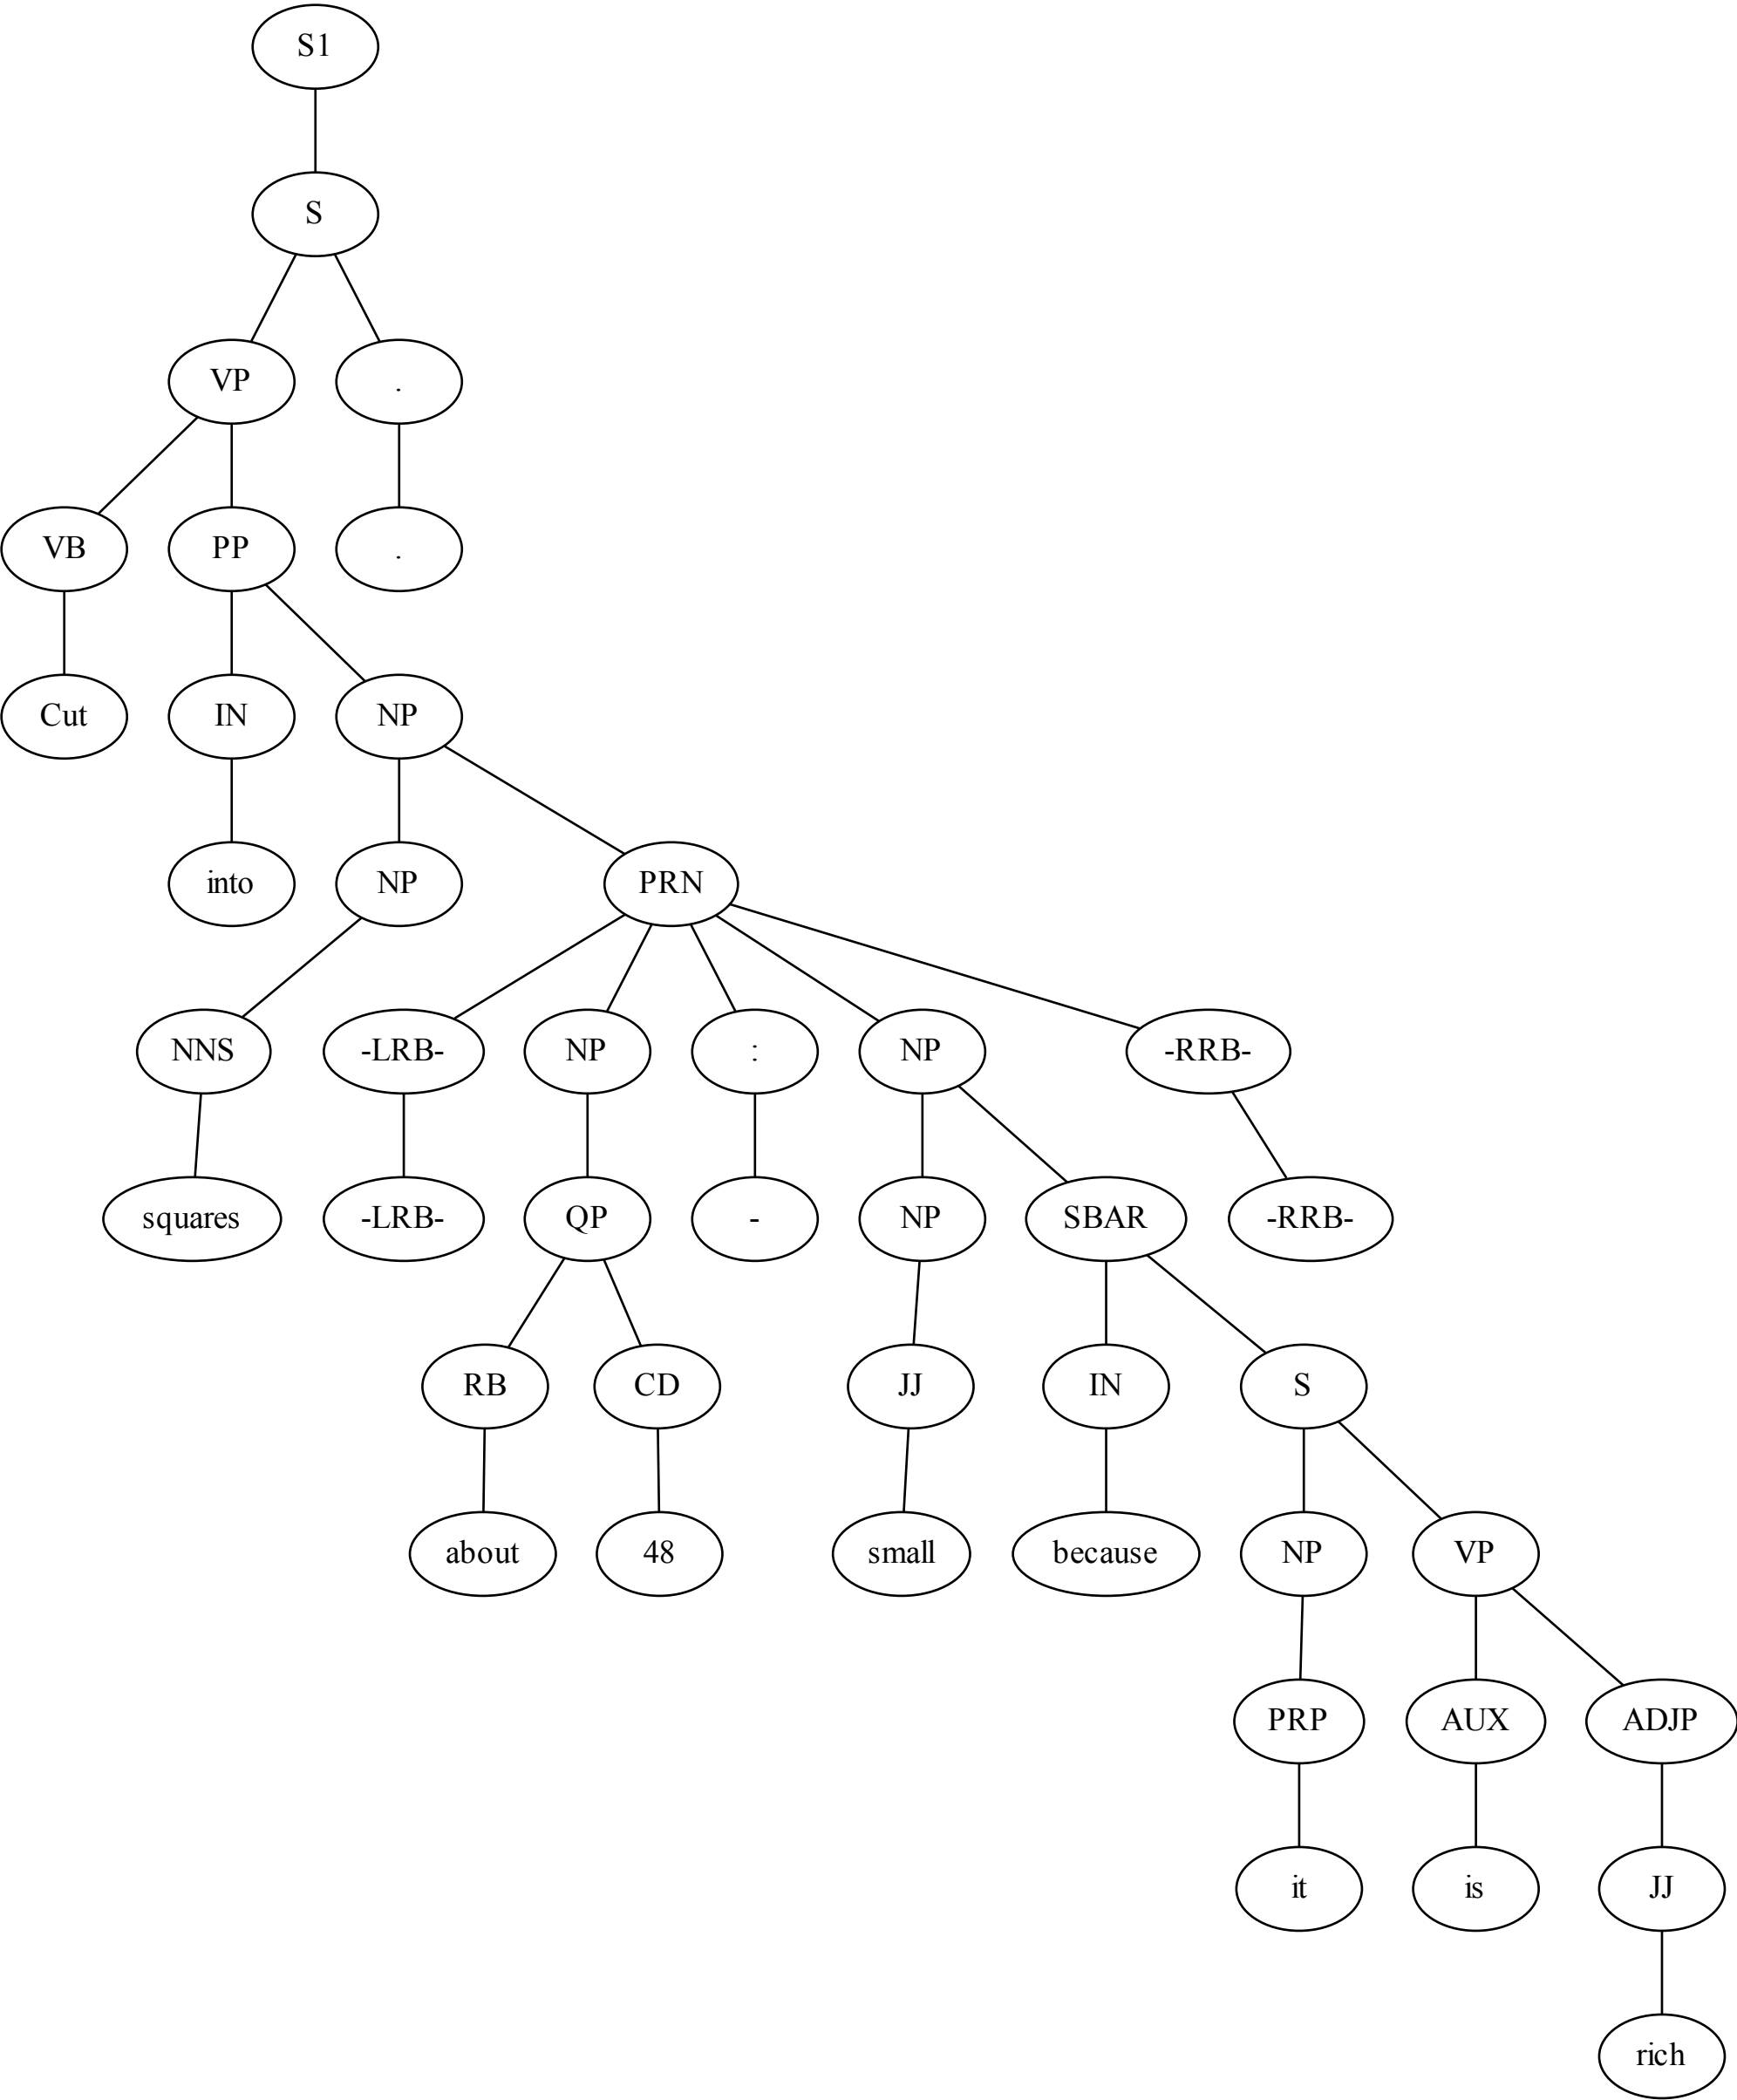 S1
S
VP .
VB PP .
Cut IN NP
into NP PRN
NNS -LRB- NP : NP -RRB-
squares -LRB- QP - NP SBAR -RRB-
RB CD JJ IN S
about 48 small because NP VP
PRP AUX ADJP
it is JJ
rich